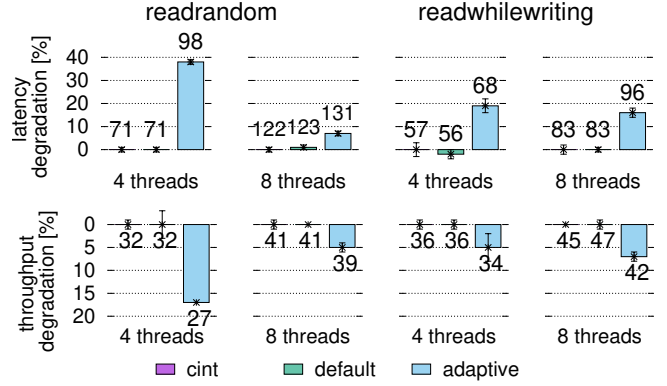 readrandom readwhilewriting
latency degradation [%]
40
30
20
10
0
71 71 98
122 123 131
57 56 68
83 83 96
4 threads 8 threads 4 threads 8 threads
throughput degradation [%]
0
5
10
15
20
32 32 27
41 41 39
36 36 34
45 47 42
4 threads 8 threads 4 threads 8 threads
cint default adaptive